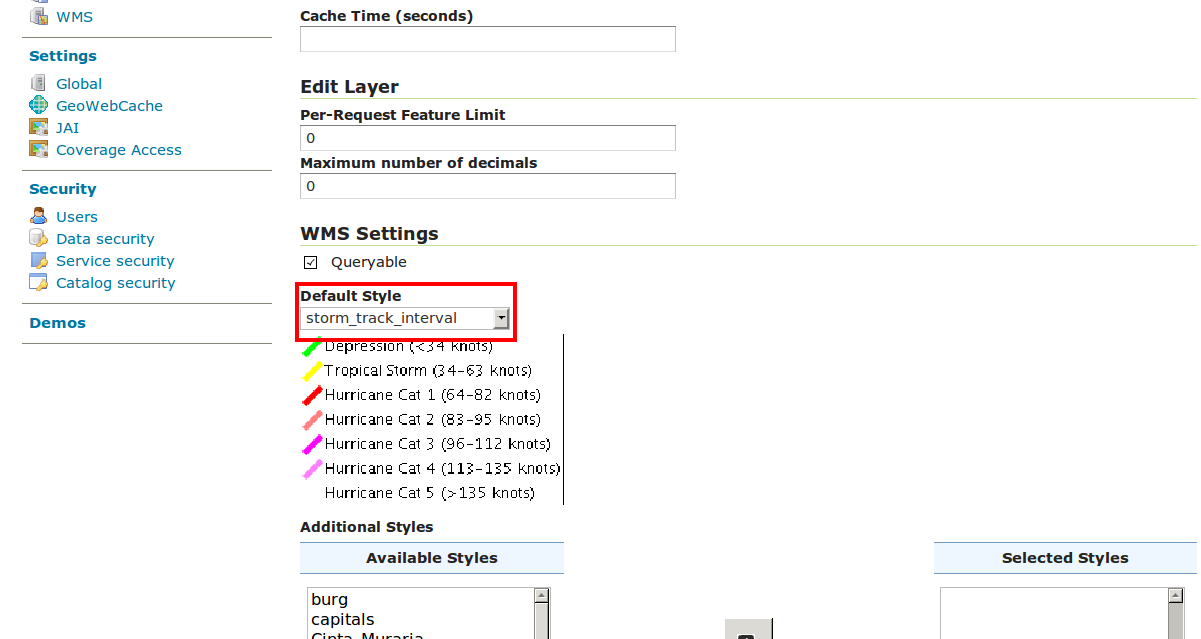 WMS
Settings
Global
GeoWebCache
JAI
Coverage Access
Security
Users
Data security
Service security
Catalog security
Demos
Cache Time (seconds)
Edit Layer
Per-Request Feature Limit
0
Maximum number of decimals
0
WMS Settings
Queryable
Default Style
storm_track_interval
Depression (<34 knots)
Tropical Storm (34-63 knots)
Hurricane Cat 1 (64-82 knots)
Hurricane Cat 2 (83-95 knots)
Hurricane Cat 3 (96-112 knots)
Hurricane Cat 4 (113-135 knots)
Hurricane Cat 5 (>135 knots)
Additional Styles
Available Styles
Selected Styles
burg
capitals
Cinta_Muraria